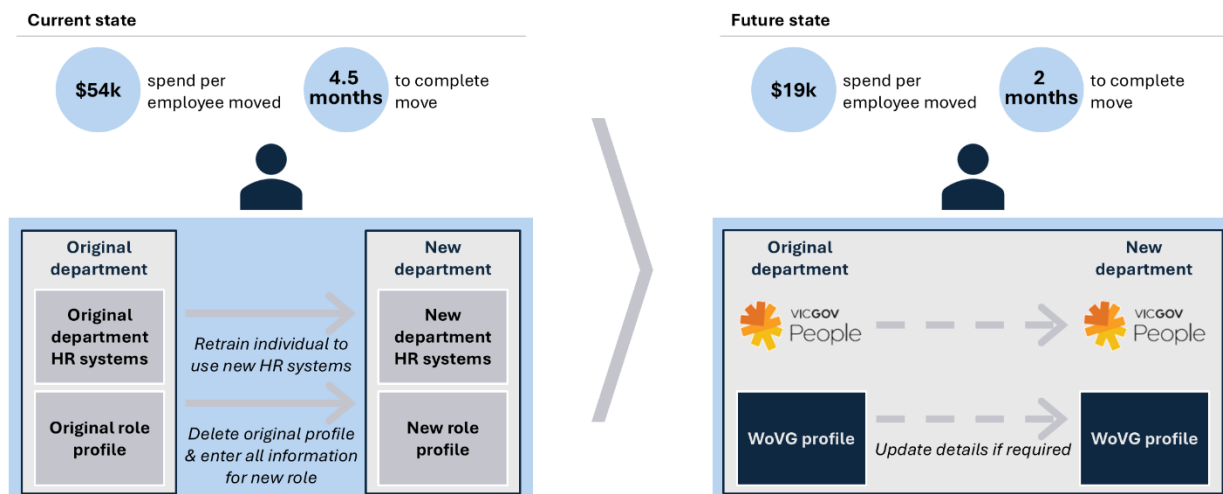 Current state
$54k
spend per
employee moved
4.5
months
to complete
move
Original
department
New
department
Original
department
HR systems
Retrain individual to
use new HR systems
New
department
HR systems
Original role
profile
Delete original profile
& enter all information
for new role
New role
profile
Future state
$19k
spend per
employee moved
2
months
to complete
move
Original
department
New
department
VICGOV
People
VICGOV
People
WoVG profile
Update details if required
WoVG profile